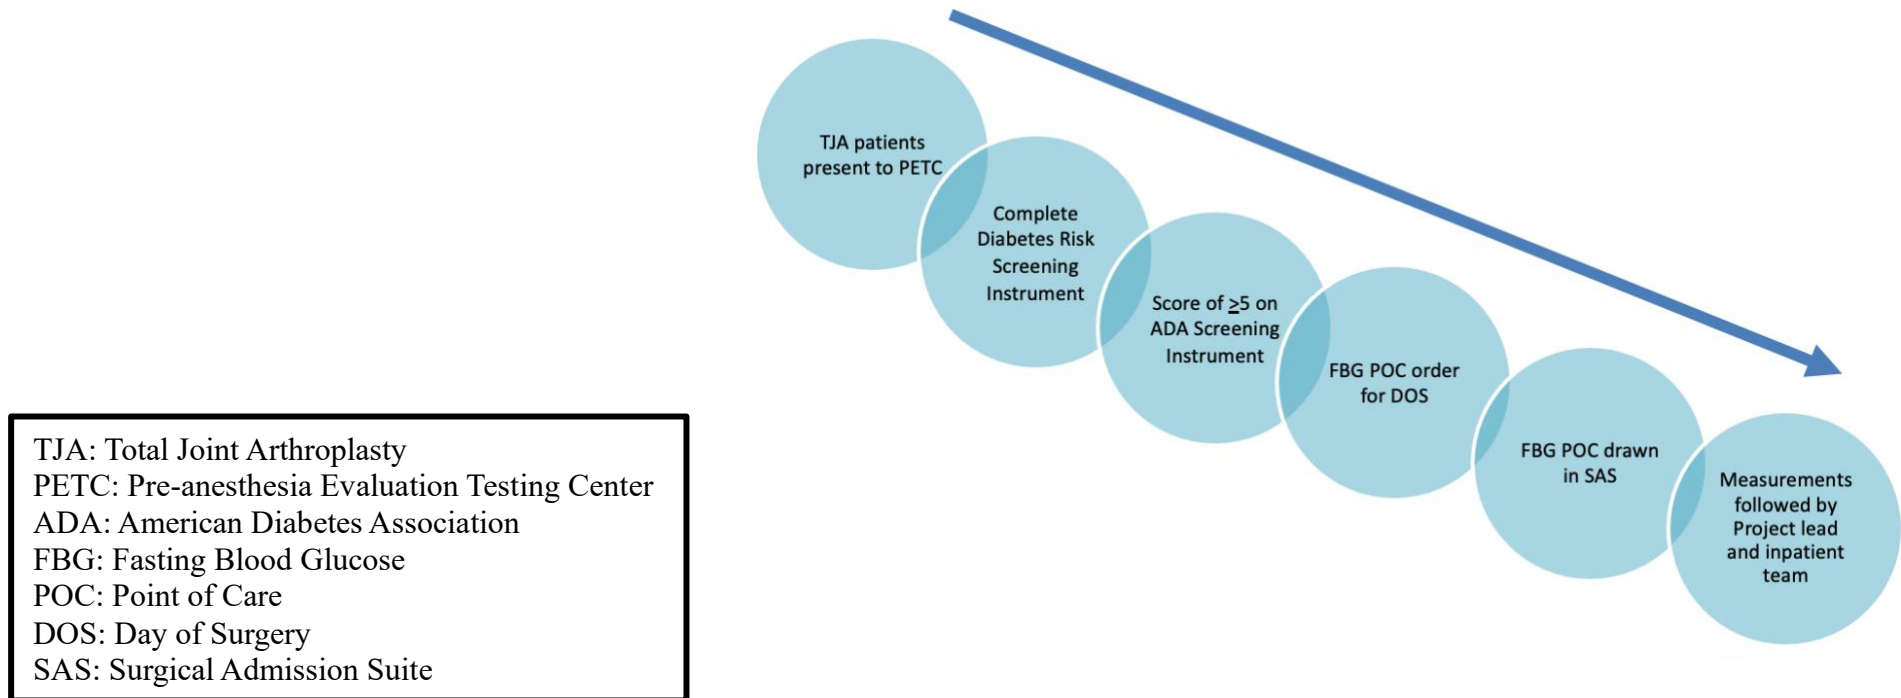 TJA patients
present to PETC
Complete
Diabetes Risk
Screening
Instrument
Score of ≥5 on
ADA Screening
Instrument
FBG POC order
for DOS
FBG POC drawn
in SAS
Measurements
followed by
Project lead
and inpatient
team
TJA: Total Joint Arthroplasty
PETC: Pre-anesthesia Evaluation Testing Center
ADA: American Diabetes Association
FBG: Fasting Blood Glucose
POC: Point of Care
DOS: Day of Surgery
SAS: Surgical Admission Suite